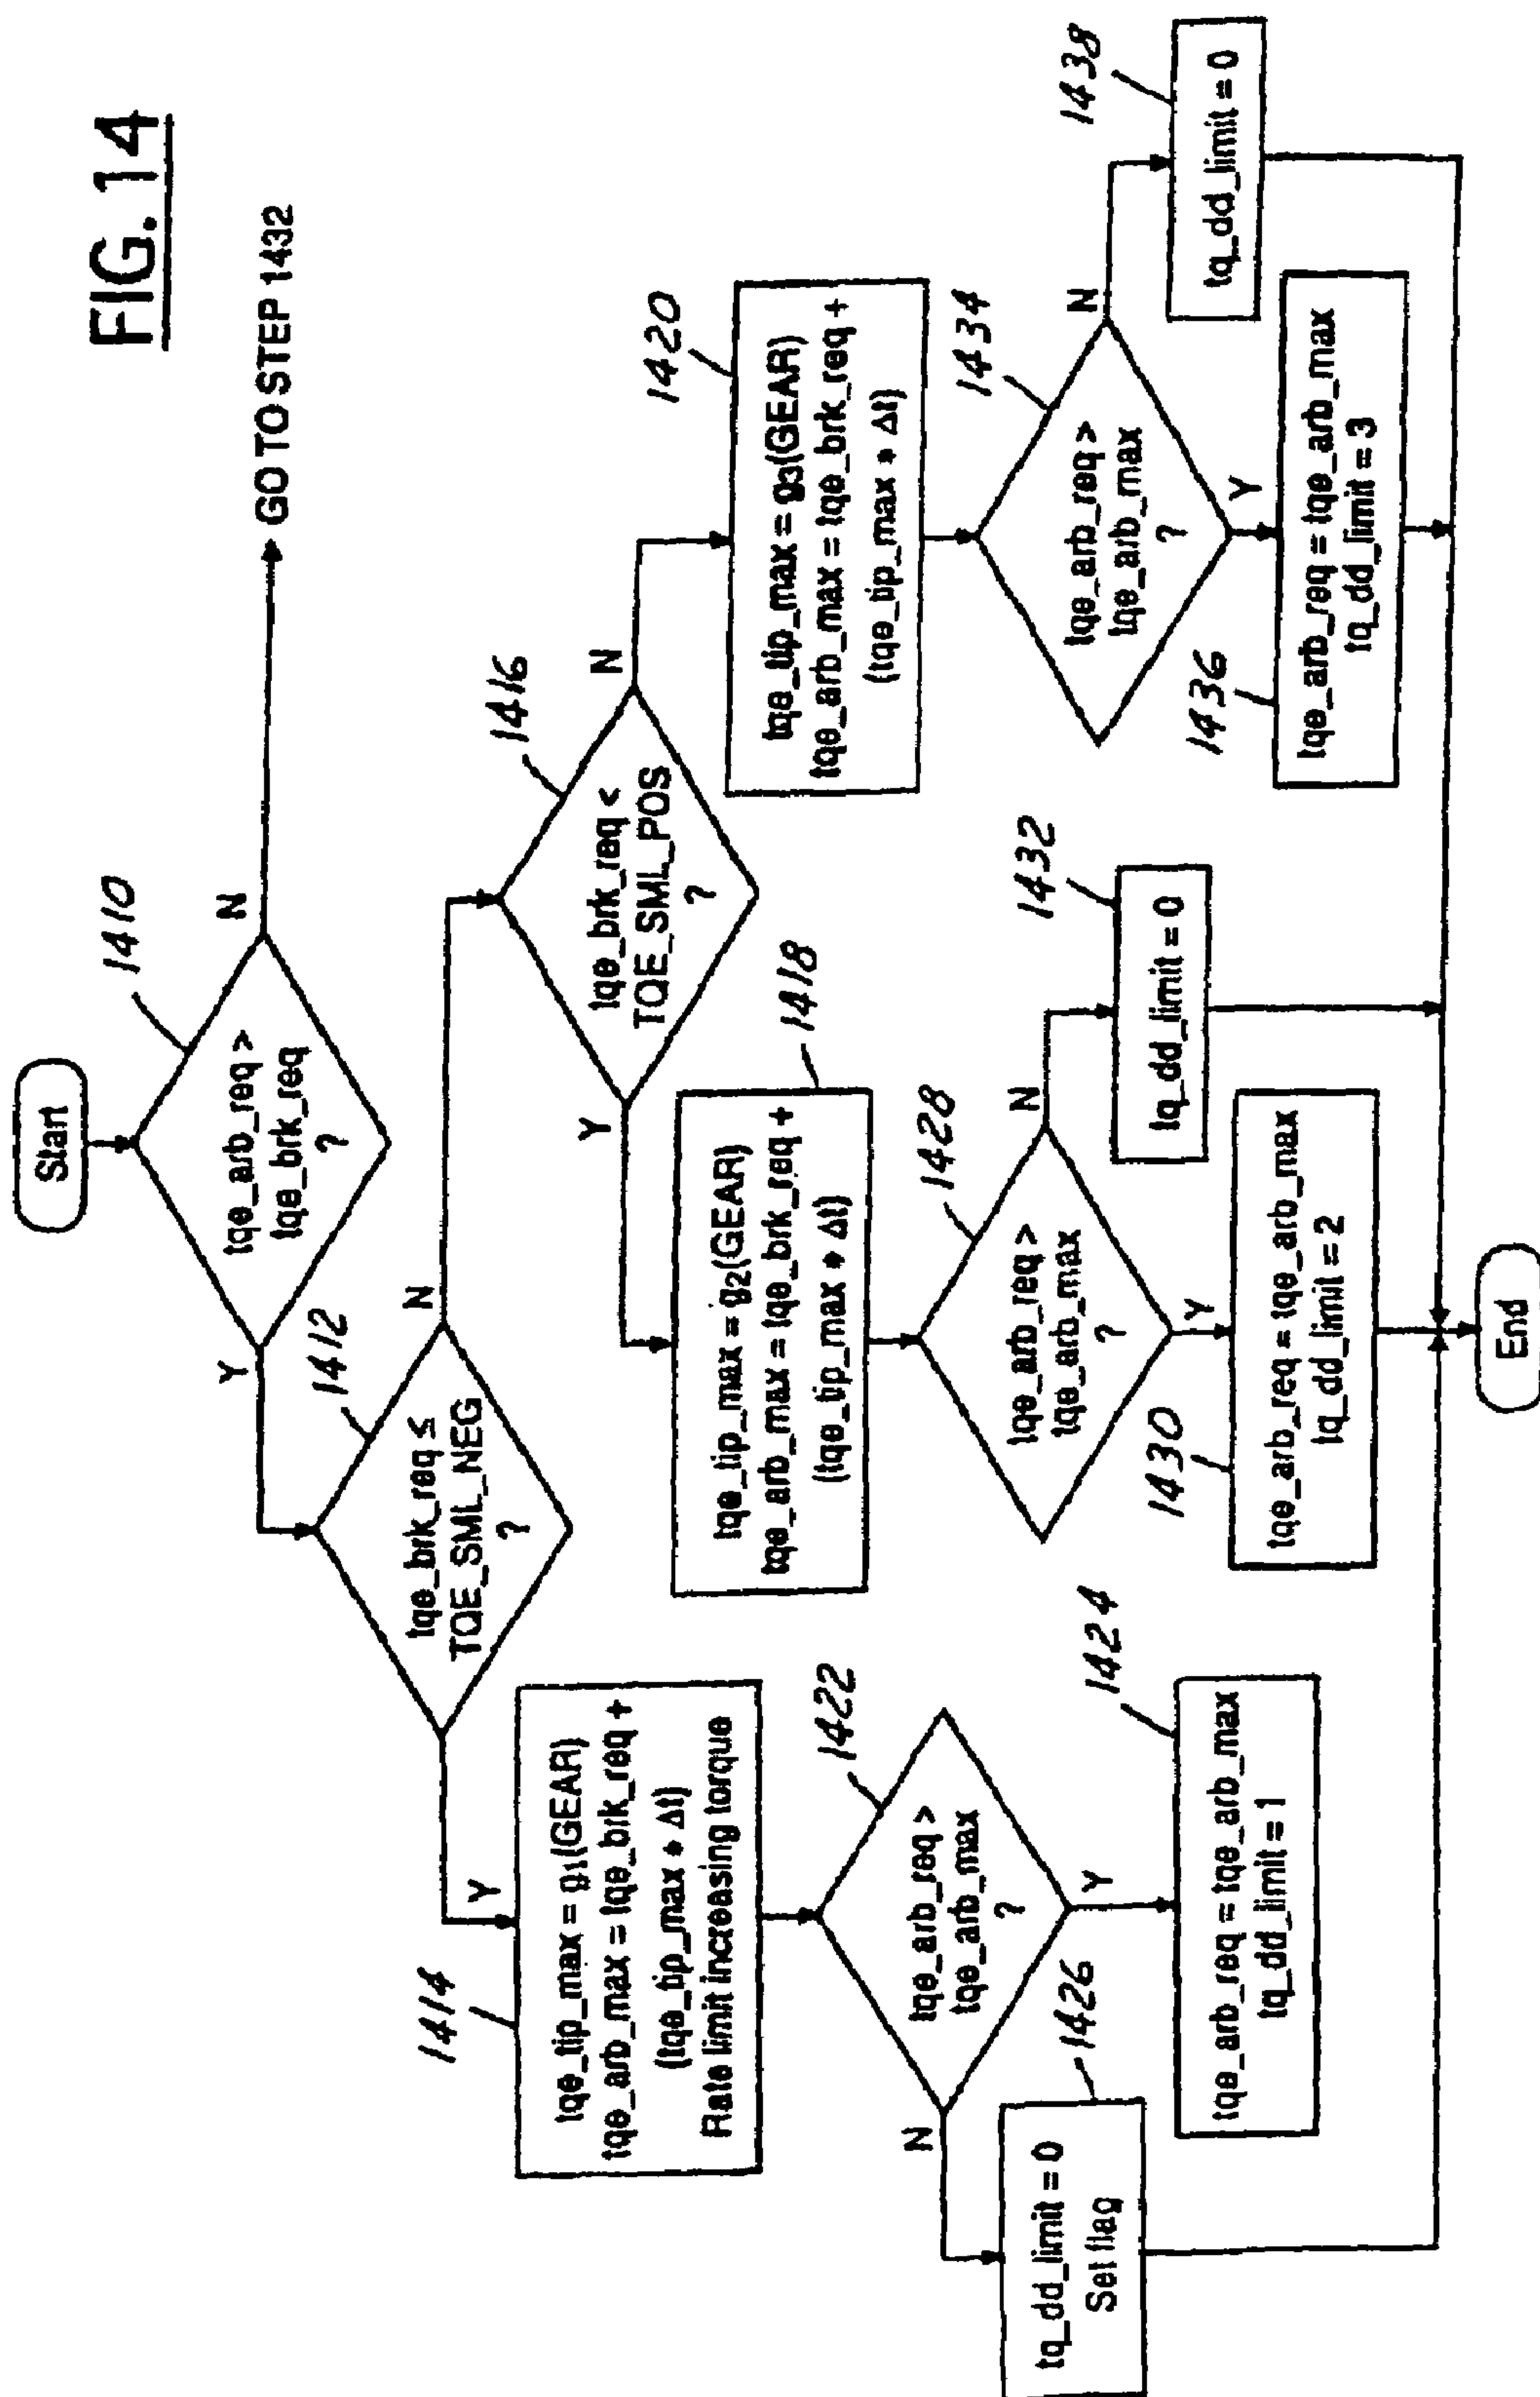 FIG. 14
Start
1410
tqe_arb_req >
tqe_brk_req
?
Y
N
GO TO STEP 1432
1412
tqe_brk_req ≤
TQE_SML_NEG
?
Y
N
1414
tqe_tip_max = g1(GEAR)
tqe_arb_max = tqe_brk_req +
(tqe_tip_max * Δt)
Rate limit increasing torque
1416
tqe_brk_req <
TQE_SML_POS
?
Y
N
1418
tqe_tip_max = g2(GEAR)
tqe_arb_max = tqe_brk_req +
(tqe_tip_max * Δt)
1420
tqe_tip_max = g3(GEAR)
tqe_arb_max = tqe_brk_req +
(tqe_tip_max * Δt)
1422
tqe_arb_req >
tqe_arb_max
?
N
Y
1426
tq_dd_limit = 0
Set flag
1424
tqe_arb_req = tqe_arb_max
tq_dd_limit = 1
1428
tqe_arb_req >
tqe_arb_max
?
Y
N
1430
tqe_arb_req = tqe_arb_max
tq_dd_limit = 2
1432
tq_dd_limit = 0
1434
tqe_arb_req >
tqe_arb_max
?
Y
N
1436
tqe_arb_req = tqe_arb_max
tq_dd_limit = 3
1438
tq_dd_limit = 0
End